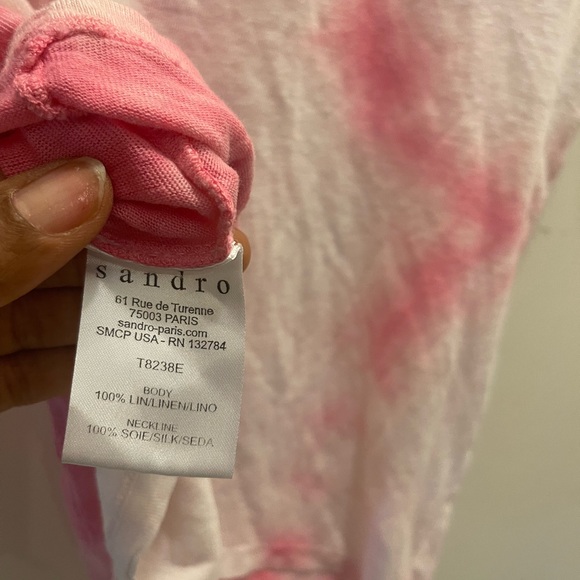 sandro
61 Rue de Turenne
75003 PARIS
sandro-paris.com
SMCP USA - RN 132784
T8238E
BODY
100% LIN/LINEN/LINO
NECKLINE
100% SOIE/SILK/SEDA